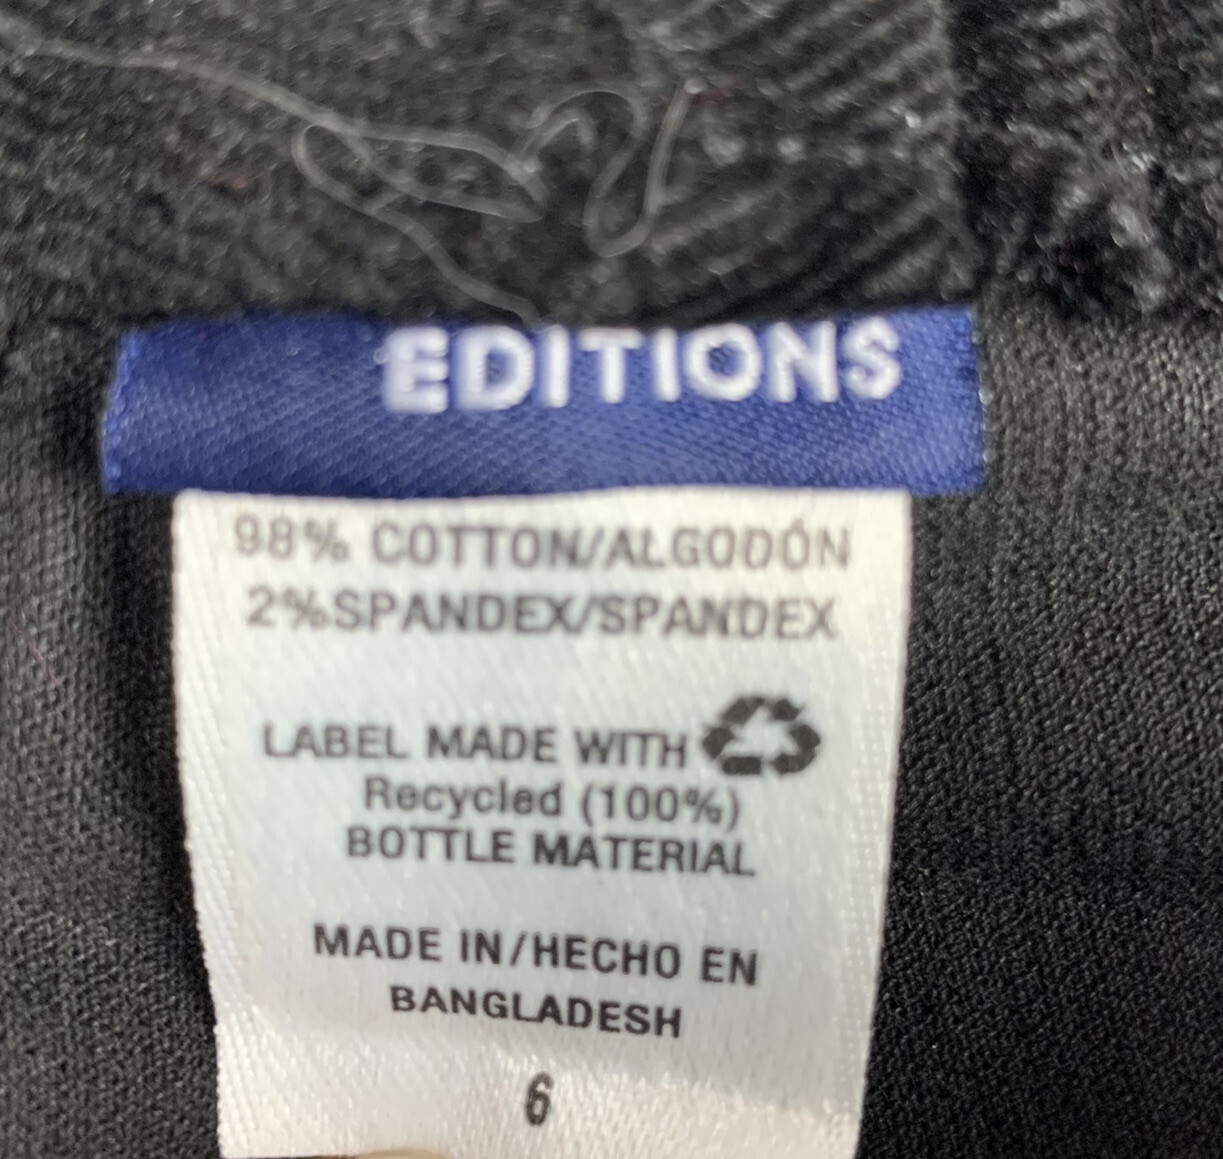 EDITIONS
98% COTTON/ALGODÓN
2%SPANDEX/SPANDEX
LABEL MADE WITH
Recycled (100%)
BOTTLE MATERIAL
MADE IN/HECHO EN
BANGLADESH
6